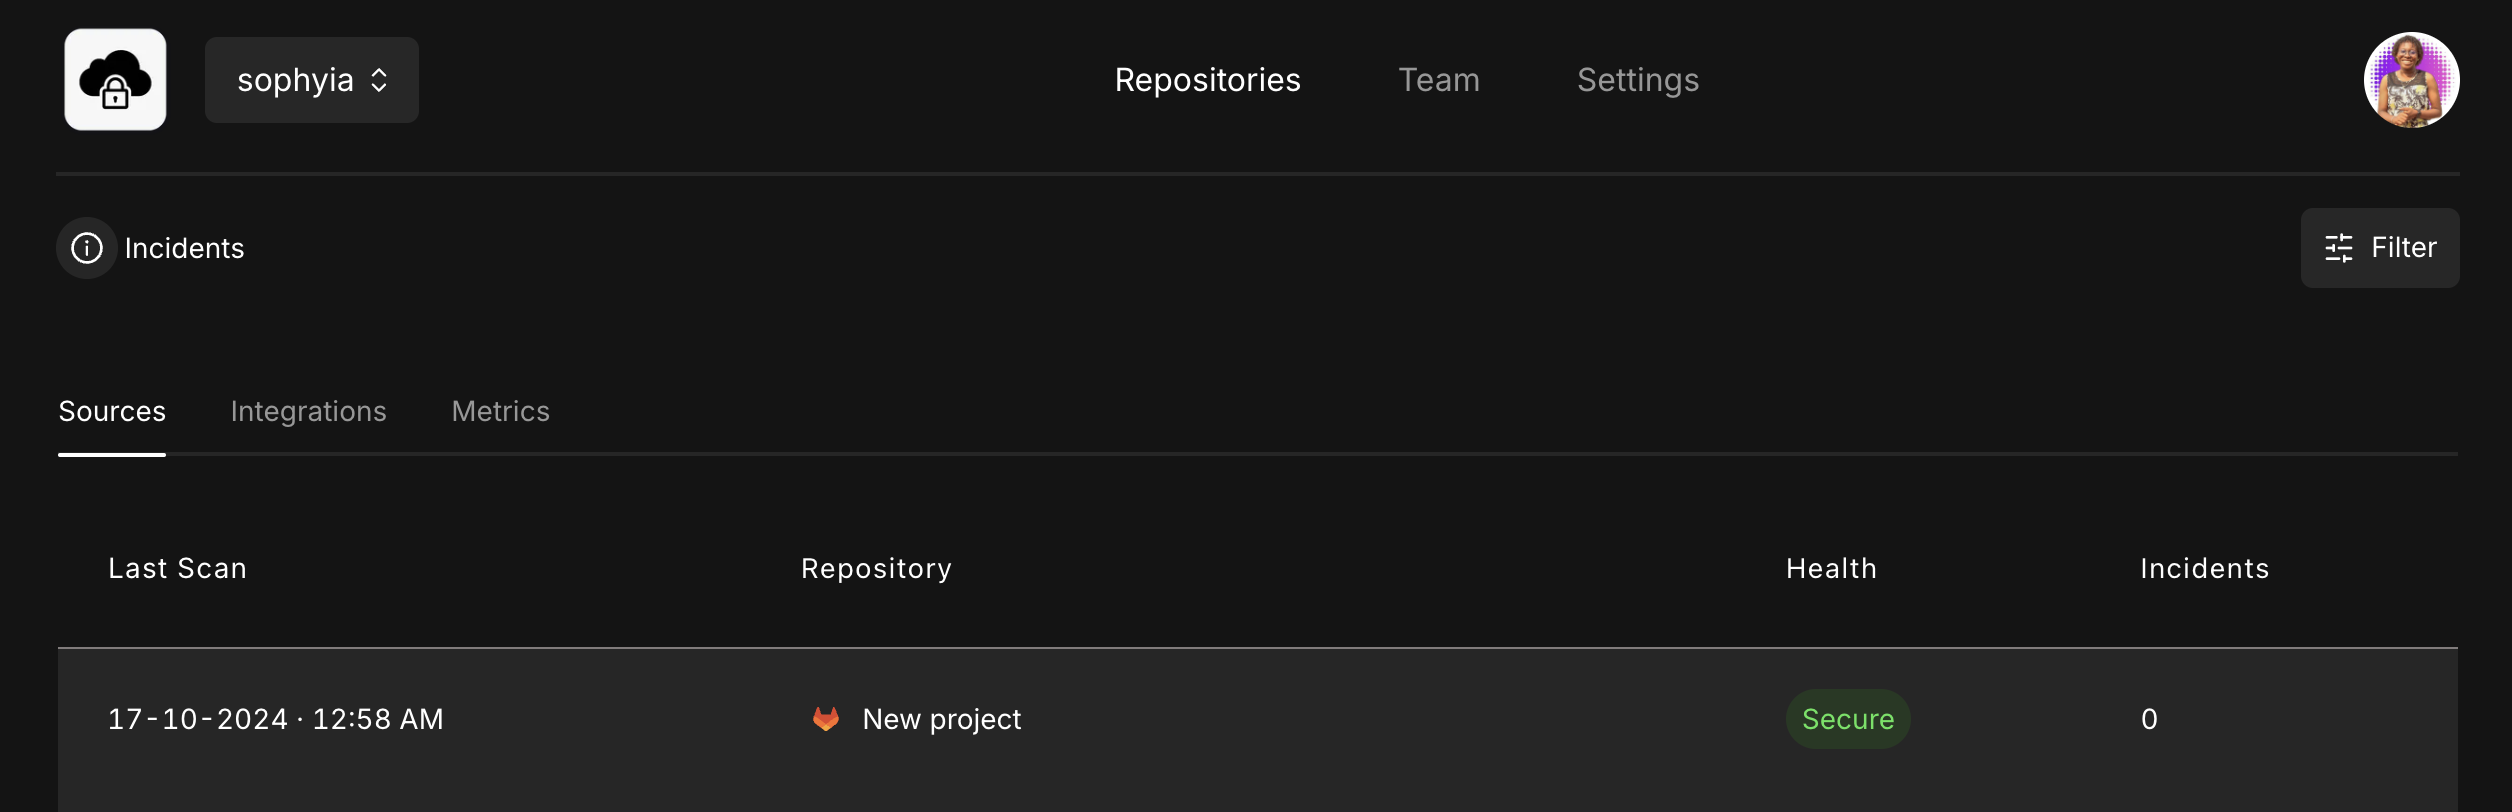 sophyia
Repositories
Team
Settings
Incidents
Filter
Sources
Integrations
Metrics
Last Scan
Repository
Health
Incidents
17-10-2024 · 12:58 AM
New project
Secure
0